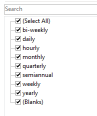 Search
(Select All)
bi-weekly
daily
hourly
monthly
quarterly
semiannual
weekly
yearly
(Blanks)